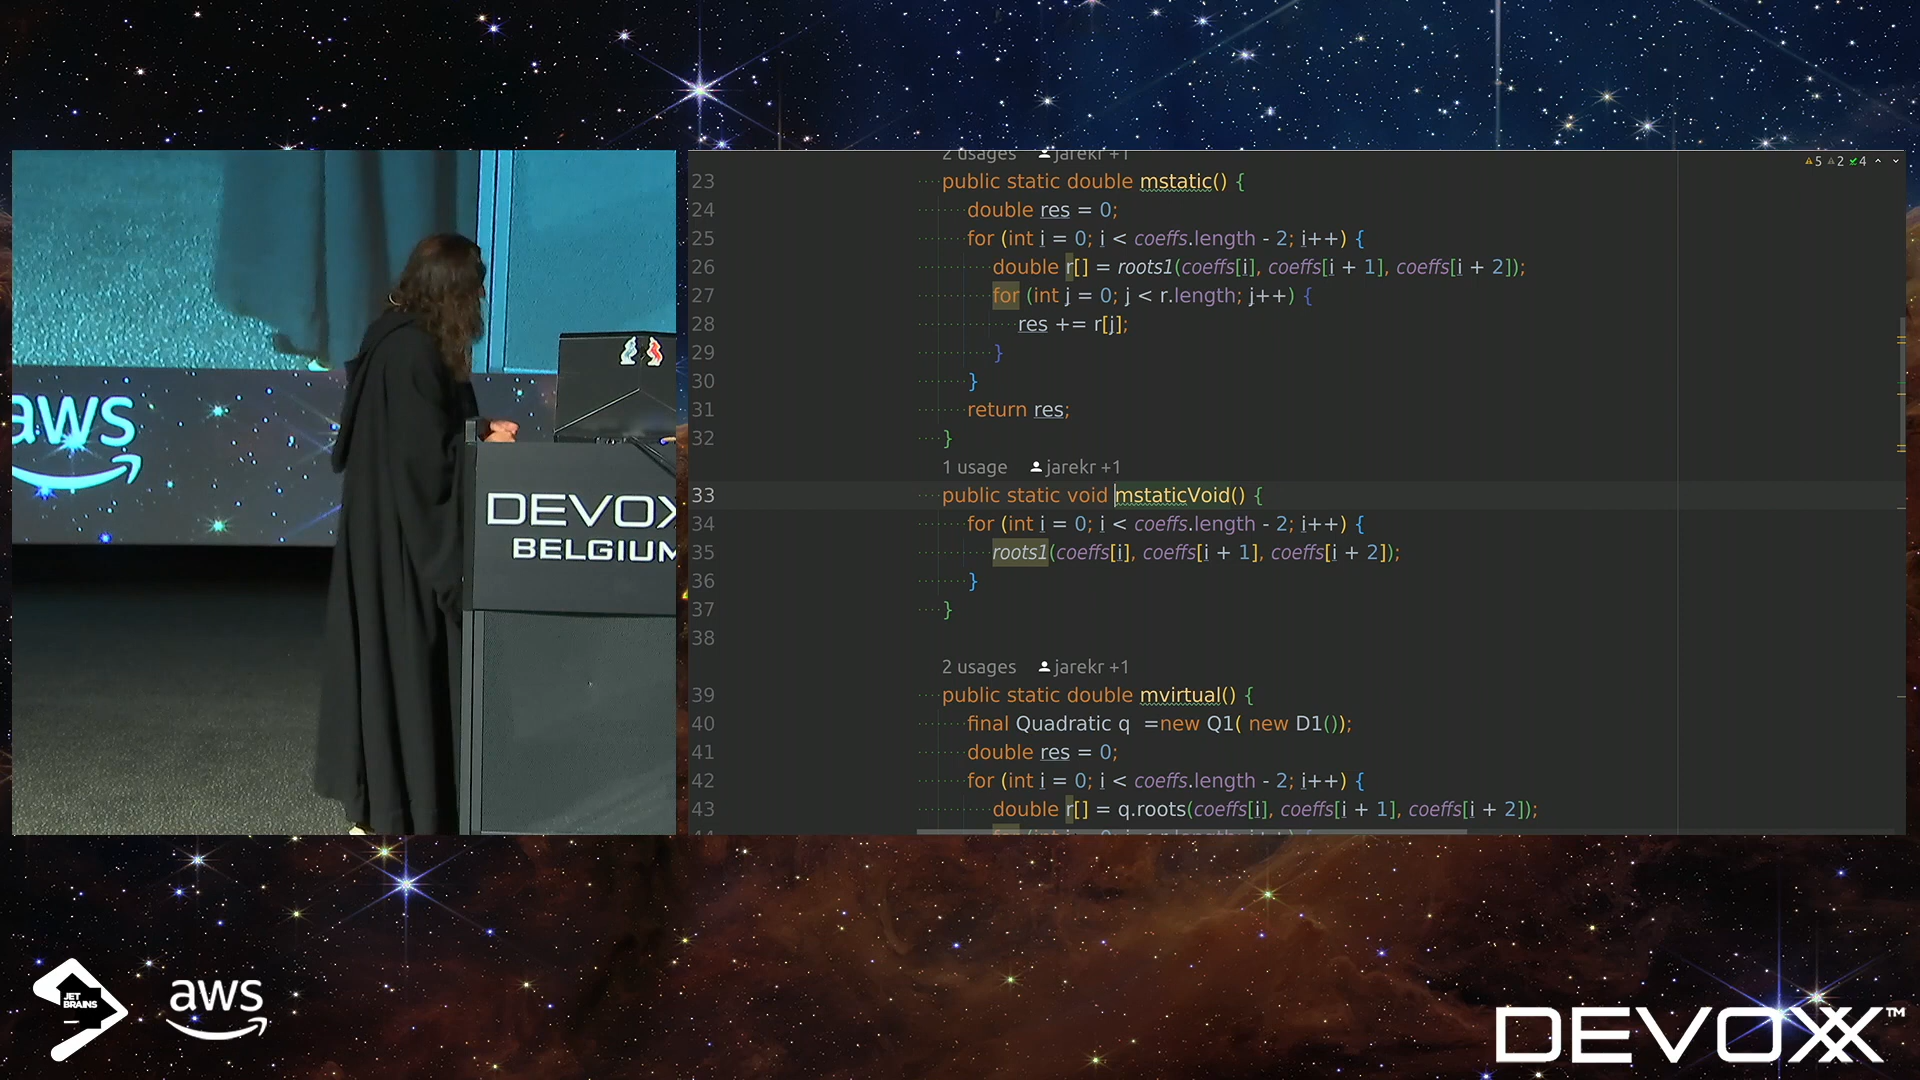 aws
DEVOX
BELGIUM
2 usages jarekr +1
5 2 4
23 public static double mstatic() {
24 double res = 0;
25 for (int i = 0; i < coeffs.length - 2; i++) {
26 double r[] = roots1(coeffs[i], coeffs[i + 1], coeffs[i + 2]);
27 for (int j = 0; j < r.length; j++) {
28 res += r[j];
29 }
30 }
31 return res;
32 }
1 usage jarekr +1
33 public static void mstaticVoid() {
34 for (int i = 0; i < coeffs.length - 2; i++) {
35 roots1(coeffs[i], coeffs[i + 1], coeffs[i + 2]);
36 }
37 }
38
2 usages jarekr +1
39 public static double mvirtual() {
40 final Quadratic q =new Q1( new D1());
41 double res = 0;
42 for (int i = 0; i < coeffs.length - 2; i++) {
43 double r[] = q.roots(coeffs[i], coeffs[i + 1], coeffs[i + 2]);
JET
BRAINS
aws
DEVOXX™